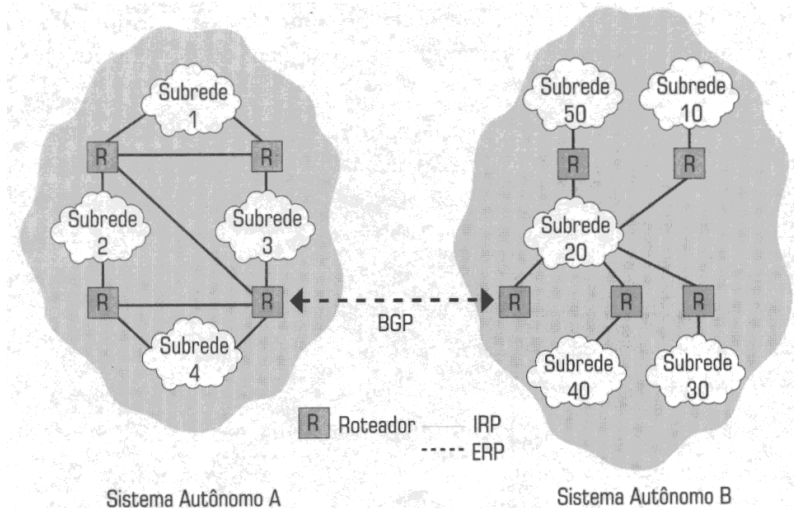 Subrede
1
R
R
Subrede
2
Subrede
3
R
R
Subrede
4
Sistema Autônomo A
BGP
Subrede
50
Subrede
10
R
R
Subrede
20
R
R
R
Subrede
40
Subrede
30
Sistema Autônomo B
R Roteador
IRP
ERP